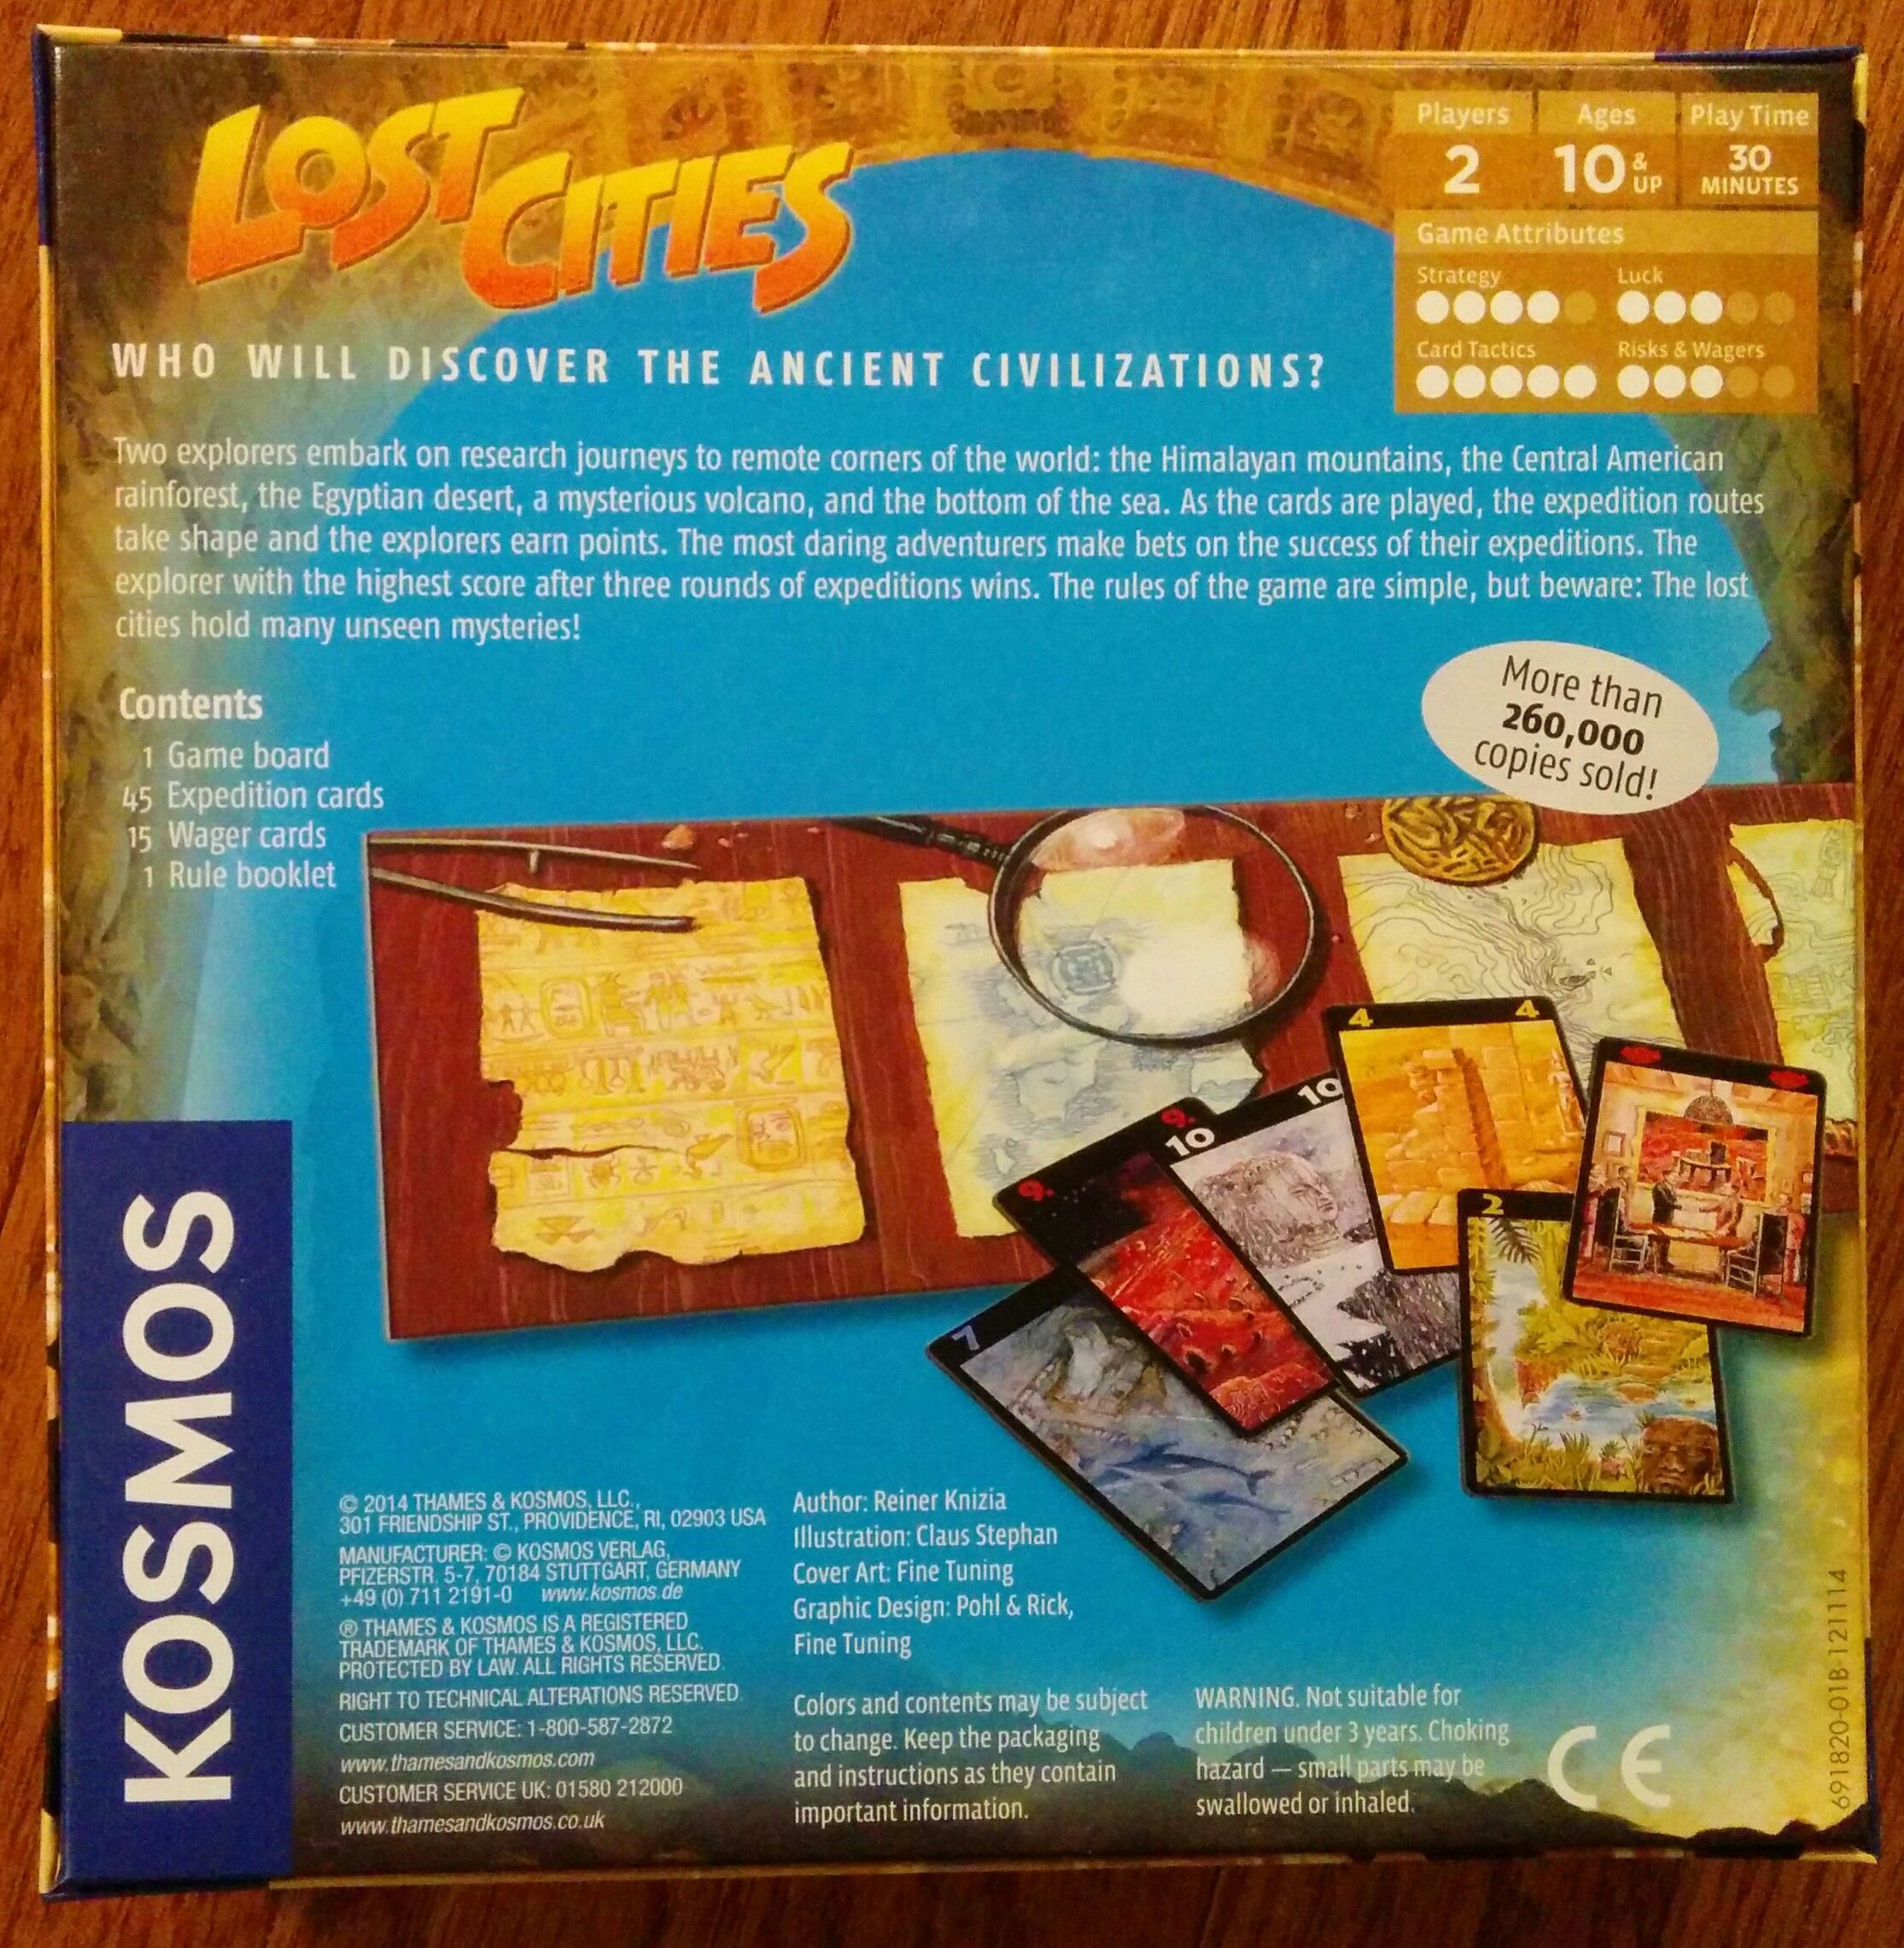 LOST CITIES
Players
2
Ages
10 & UP
Play Time
30
MINUTES
Game Attributes
Strategy
Luck
Card Tactics
Risks & Wagers
WHO WILL DISCOVER THE ANCIENT CIVILIZATIONS?
Two explorers embark on research journeys to remote corners of the world: the Himalayan mountains, the Central American
rainforest, the Egyptian desert, a mysterious volcano, and the bottom of the sea. As the cards are played, the expedition routes
take shape and the explorers earn points. The most daring adventurers make bets on the success of their expeditions. The
explorer with the highest score after three rounds of expeditions wins. The rules of the game are simple, but beware: The lost
cities hold many unseen mysteries!
More than
260,000
copies sold!
Contents
1 Game board
45 Expedition cards
15 Wager cards
1 Rule booklet
4 4
10 10
9. 9.
2
7
KOSMOS
© 2014 THAMES & KOSMOS, LLC.,
301 FRIENDSHIP ST., PROVIDENCE, RI, 02903 USA
MANUFACTURER: © KOSMOS VERLAG,
PFIZERSTR. 5-7, 70184 STUTTGART, GERMANY
+49 (0) 711 2191-0 www.kosmos.de
® THAMES & KOSMOS IS A REGISTERED
TRADEMARK OF THAMES & KOSMOS, LLC.
PROTECTED BY LAW. ALL RIGHTS RESERVED.
RIGHT TO TECHNICAL ALTERATIONS RESERVED.
CUSTOMER SERVICE: 1-800-587-2872
www.thamesandkosmos.com
CUSTOMER SERVICE UK: 01580 212000
www.thamesandkosmos.co.uk
Author: Reiner Knizia
Illustration: Claus Stephan
Cover Art: Fine Tuning
Graphic Design: Pohl & Rick,
Fine Tuning
Colors and contents may be subject
to change. Keep the packaging
and instructions as they contain
important information.
WARNING. Not suitable for
children under 3 years. Choking
hazard — small parts may be
swallowed or inhaled.
CE
691820-01B-121114